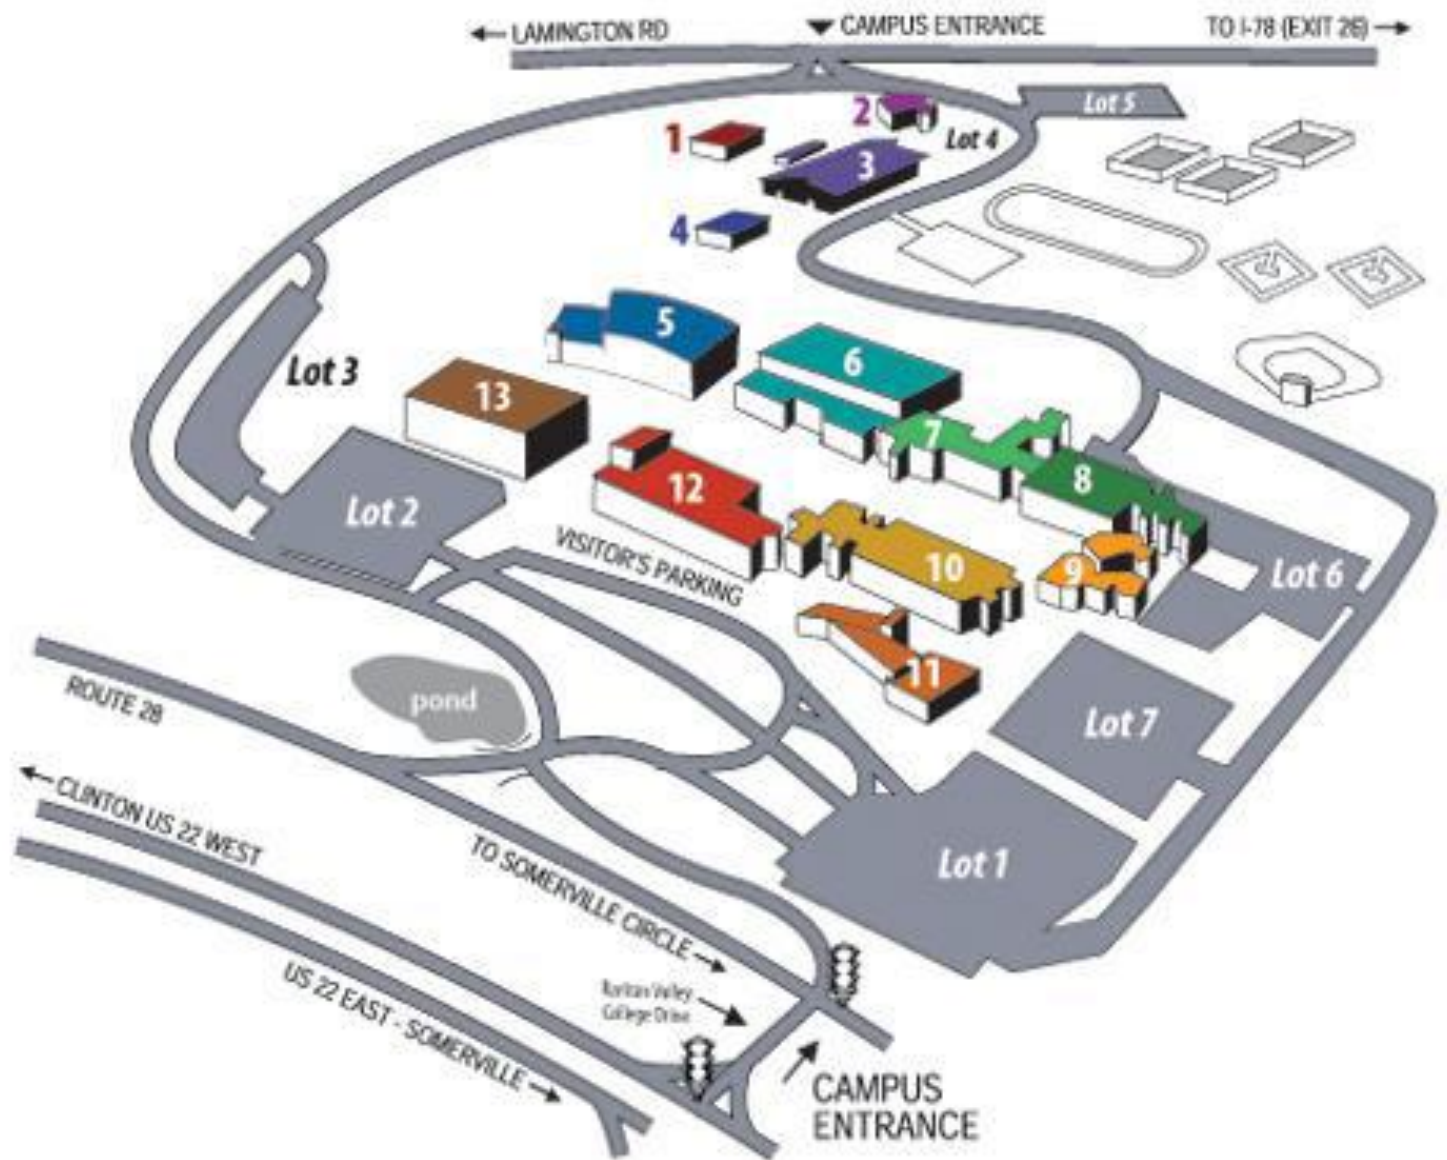 LAMINGTON RD
CAMPUS ENTRANCE
TO I-78 (EXIT 26)
Lot 5
2
1
Lot 4
3
4
5
6
Lot 3
13
7
8
12
Lot 2
VISITOR'S PARKING
10
9
Lot 6
11
ROUTE 28
pond
Lot 7
CLINTON US 22 WEST
TO SOMERVILLE CIRCLE
Lot 1
US 22 EAST - SOMERVILLE
Raritan Valley
College Drive
CAMPUS
ENTRANCE